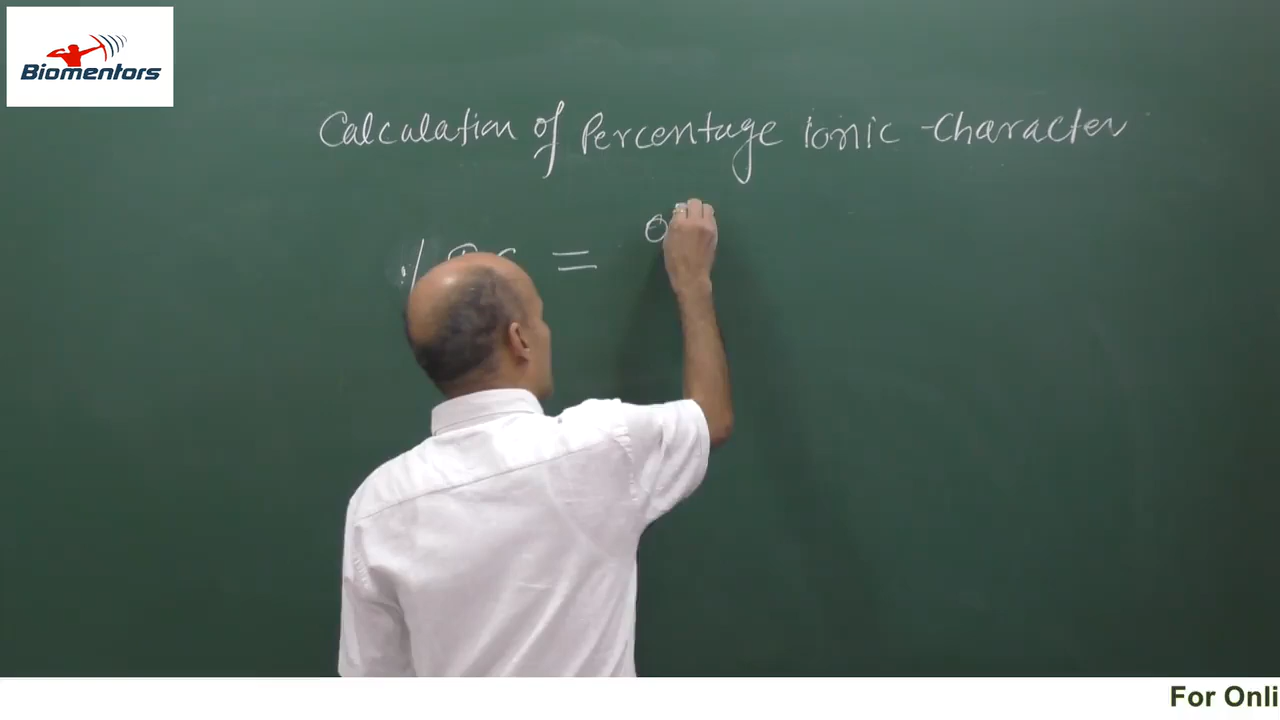 Biomentors
Calculation of Percentage Ionic Character
% I C = O
For Onli